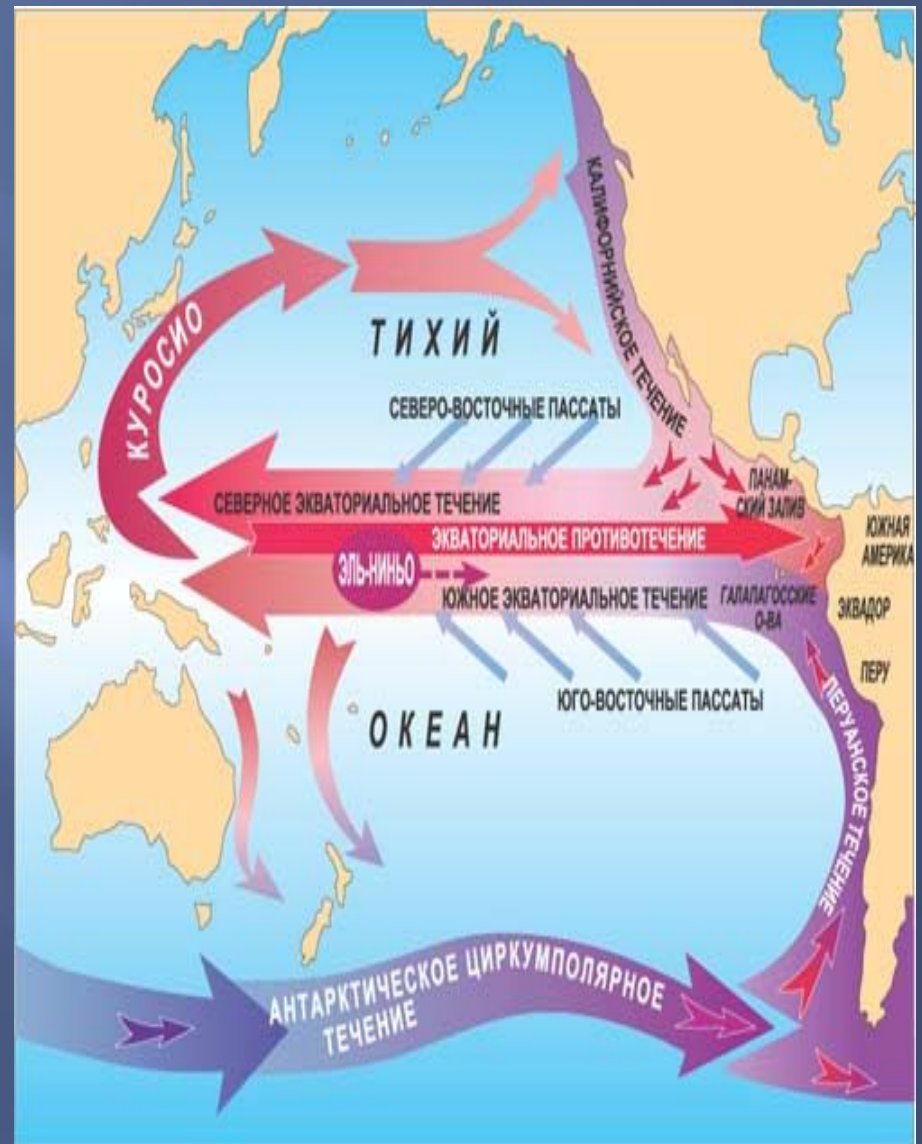 КАЛИФОРНИЙСКОЕ ТЕЧЕНИЕ
КУРОСИО
ТИХИЙ
СЕВЕРО-ВОСТОЧНЫЕ ПАССАТЫ
ПАНАМ-
СКИЙ ЗАЛИВ
СЕВЕРНОЕ ЭКВАТОРИАЛЬНОЕ ТЕЧЕНИЕ
ЮЖНАЯ
АМЕРИКА
ЭКВАТОРИАЛЬНОЕ ПРОТИВОТЕЧЕНИЕ
ЭЛЬ-НИНЬО
ЮЖНОЕ ЭКВАТОРИАЛЬНОЕ ТЕЧЕНИЕ
ГАЛАПАГОССКИЕ
О-ВА
ЭКВАДОР
ПЕРУ
ЮГО-ВОСТОЧНЫЕ ПАССАТЫ
ОКЕАН
ПЕРУАНСКОЕ ТЕЧЕНИЕ
АНТАРКТИЧЕСКОЕ ЦИРКУМПОЛЯРНОЕ
ТЕЧЕНИЕ